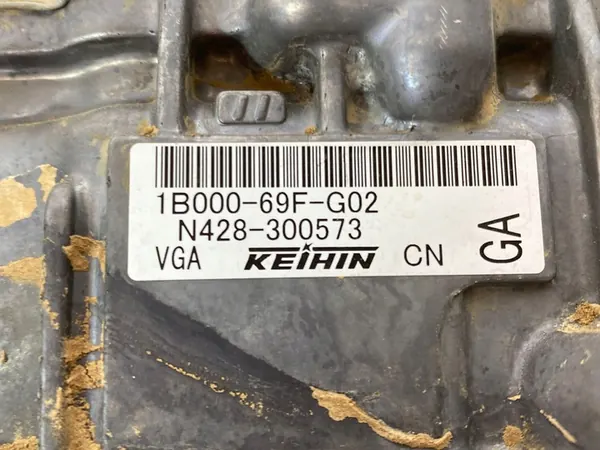 1B000-69F-G02
N428-300573
VGA KEIHIN CN
GA